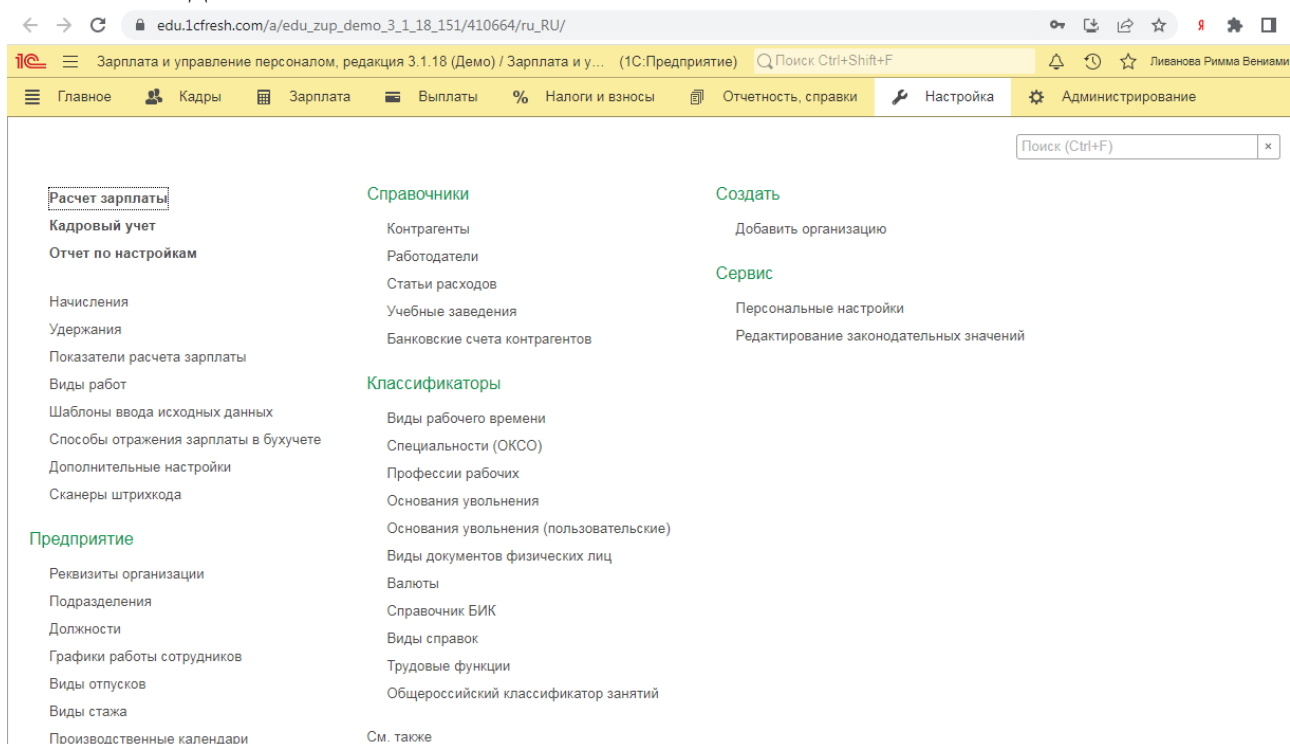 edu.1cfresh.com/a/edu_zup_demo_3_1_18_151/410664/ru_RU/
1С Зарплата и управление персоналом, редакция 3.1.18 (Демо) / Зарплата и у... (1С:Предприятие) Поиск Ctrl+Shift+F Ливанова Римма Вениами
Главное Кадры Зарплата Выплаты % Налоги и взносы Отчетность, справки Настройка Администрирование
Поиск (Ctrl+F) ×
Расчет зарплаты
Кадровый учет
Отчет по настройкам
Начисления
Удержания
Показатели расчета зарплаты
Виды работ
Шаблоны ввода исходных данных
Способы отражения зарплаты в бухучете
Дополнительные настройки
Сканеры штрихкода
Предприятие
Реквизиты организации
Подразделения
Должности
Графики работы сотрудников
Виды отпусков
Виды стажа
Производственные календари
Справочники
Контрагенты
Работодатели
Статьи расходов
Учебные заведения
Банковские счета контрагентов
Классификаторы
Виды рабочего времени
Специальности (ОКСО)
Профессии рабочих
Основания увольнения
Основания увольнения (пользовательские)
Виды документов физических лиц
Валюты
Справочник БИК
Виды справок
Трудовые функции
Общероссийский классификатор занятий
См. также
Создать
Добавить организацию
Сервис
Персональные настройки
Редактирование законодательных значений